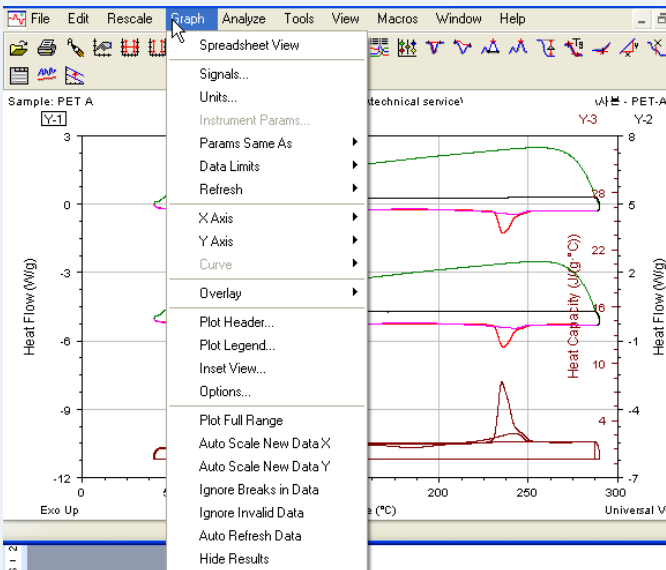 File Edit Rescale Graph Analyze Tools View Macros Window Help
Sample: PET A
\technical service\
사본 - PET-A
Y-1
Y-3 Y-2
Spreadsheet View
Signals...
Units...
Instrument Params...
Params Same As
Data Limits
Refresh
X Axis
Y Axis
Curve
Overlay
Plot Header...
Plot Legend...
Inset View...
Options...
Plot Full Range
Auto Scale New Data X
Auto Scale New Data Y
Ignore Breaks in Data
Ignore Invalid Data
Auto Refresh Data
Hide Results
Heat Flow (W/g)
3
0
-3
-6
-9
-12
Heat Capacity (J/(g·°C))
28
22
16
10
4
Heat Flow (W/g)
8
5
2
-1
-4
-7
0
200 250 300
(°C)
Exo Up
Universal V